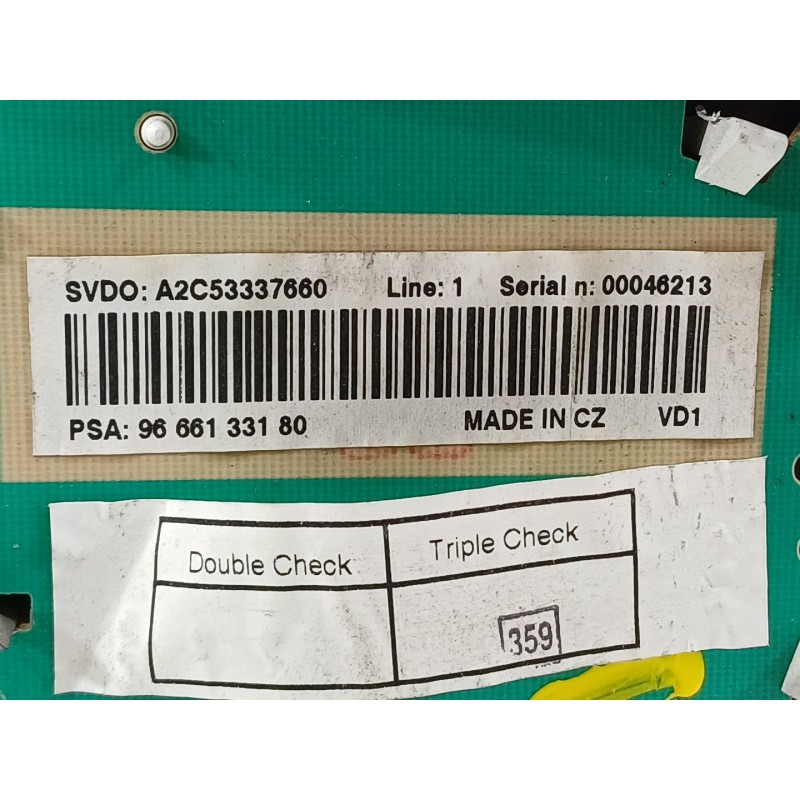 SVDO: A2C53337660 Line: 1 Serial n: 00046213
PSA: 96 661 331 80 MADE IN CZ VD1
Double Check Triple Check
359